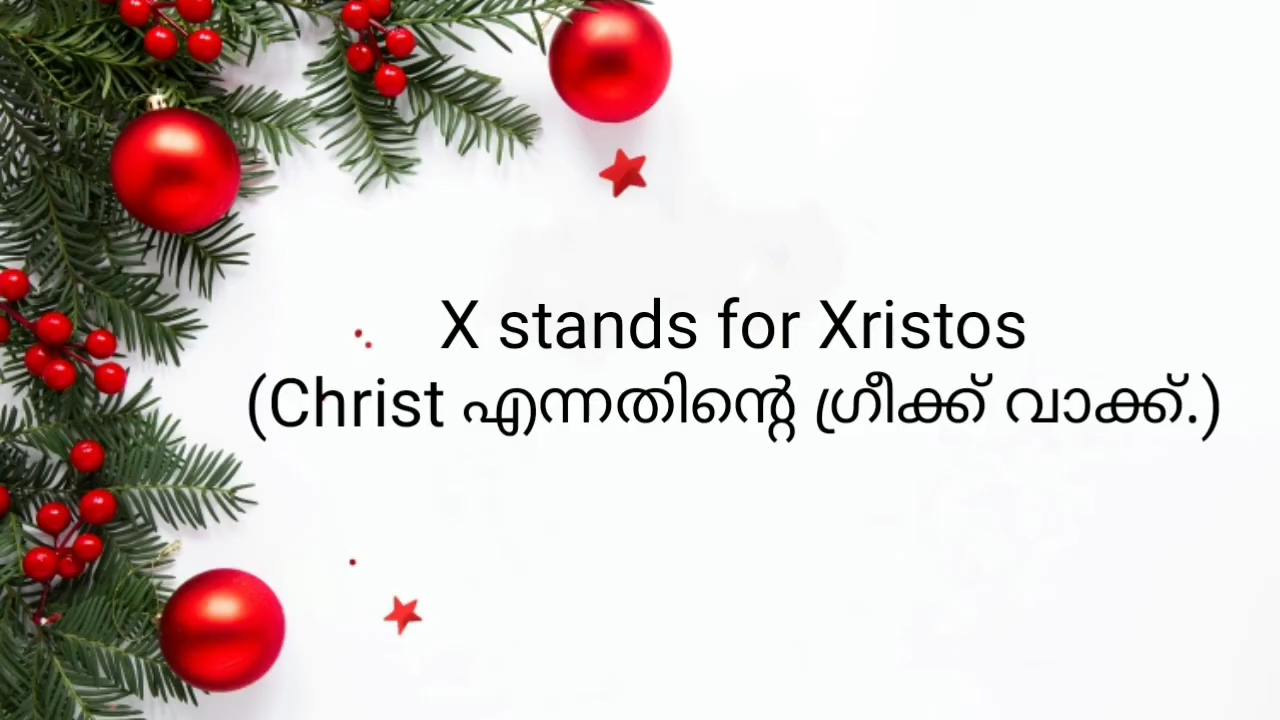 X stands for Xristos
(Christ എന്നതിന്റെ ഗ്രീക്ക് വാക്ക്.)